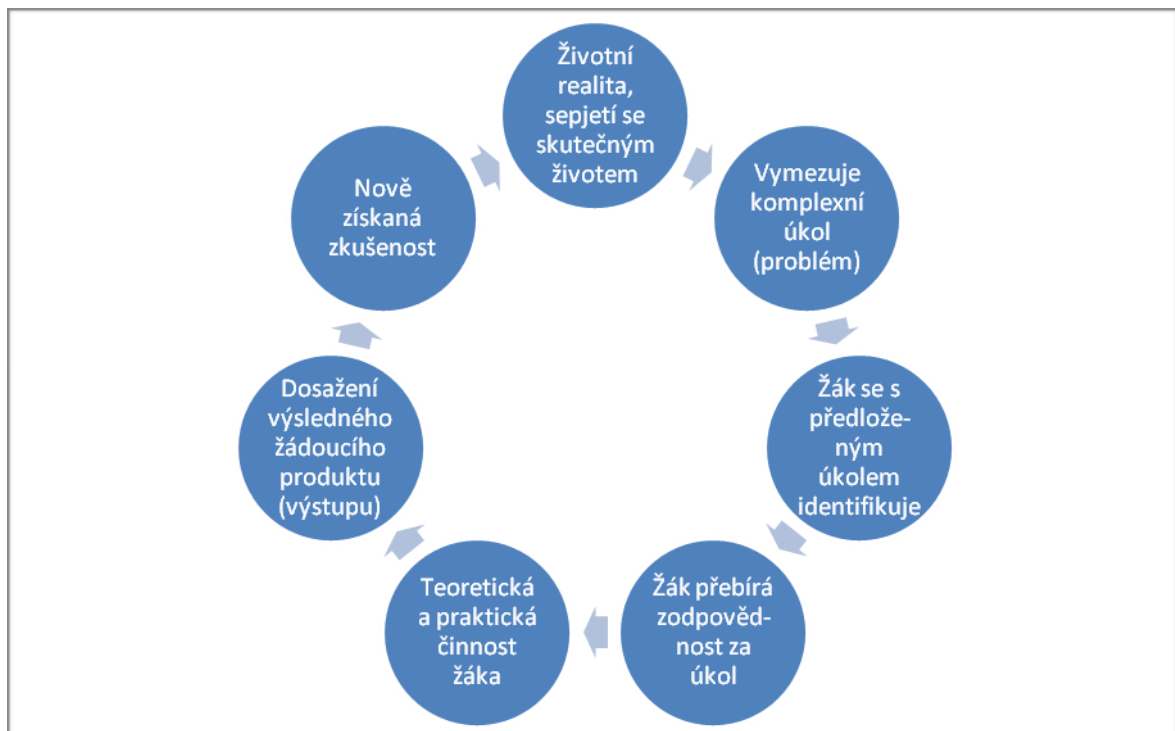 Životní
realita,
sepjetí se
skutečným
životem
Vymezuje
komplexní
úkol
(problém)
Žák se s
předlože-
ným
úkolem
identifikuje
Žák přebírá
zodpověd-
nost za
úkol
Teoretická
a praktická
činnost
žáka
Dosažení
výsledného
žádoucího
produktu
(výstupu)
Nově
získaná
zkušenost